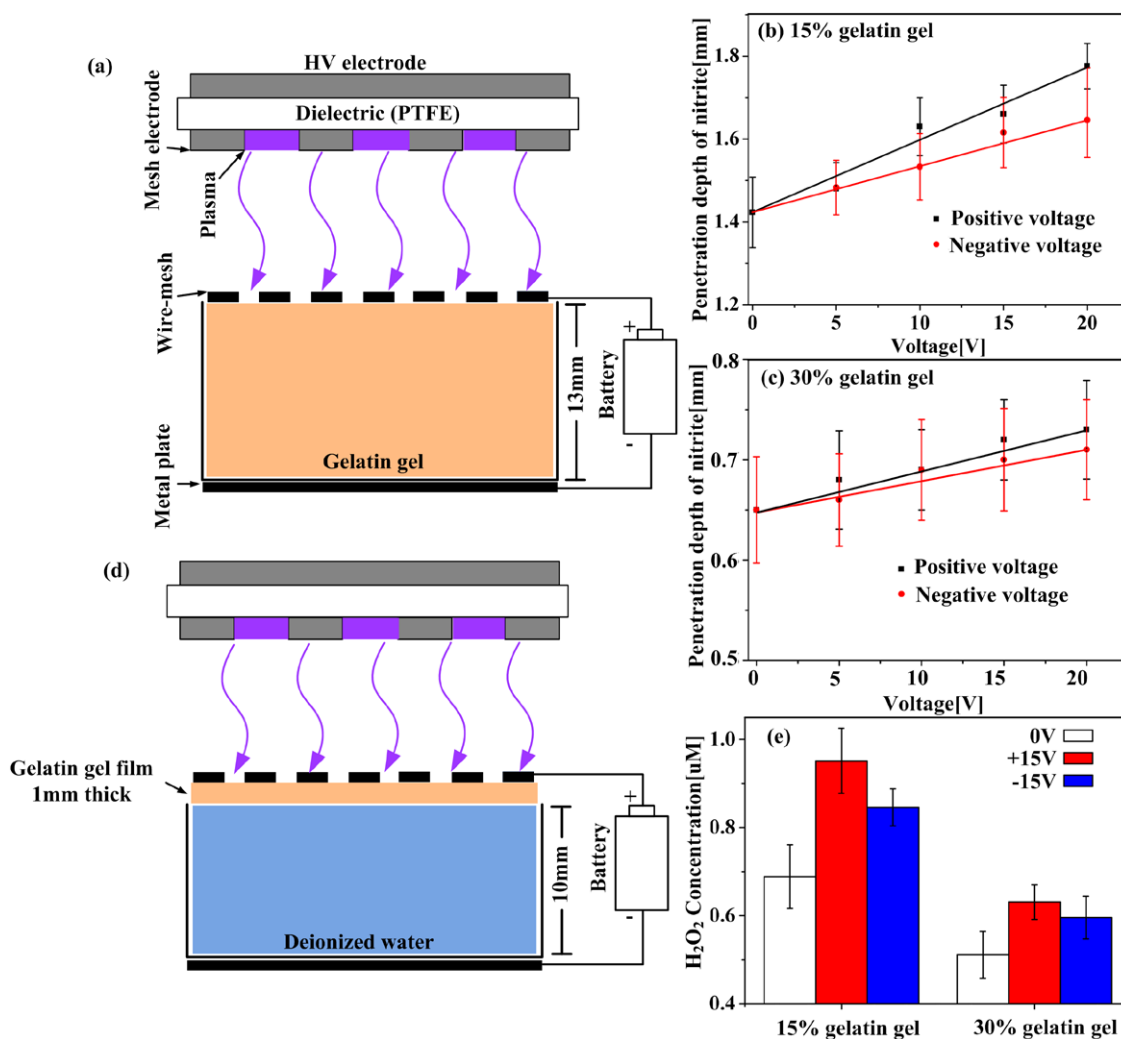 (a)
HV electrode
Dielectric (PTFE)
Mesh electrode
Plasma
Wire-mesh
Metal plate
Gelatin gel
13mm
Battery
+
-
(b) 15% gelatin gel
Penetration depth of nitrite[mm]
1.8
1.6
1.4
1.2
Positive voltage
Negative voltage
0 5 10 15 20
Voltage[V]
(c) 30% gelatin gel
Penetration depth of nitrite[mm]
0.7
0.6
0.5
Positive voltage
Negative voltage
0 5 10 15 20
Voltage[V]
(d)
Gelatin gel film
1mm thick
Deionized water
10mm
Battery
+
-
(e)
H₂O₂ Concentration[uM]
1.0
0.8
0.6
0.4
0V
+15V
-15V
15% gelatin gel 30% gelatin gel